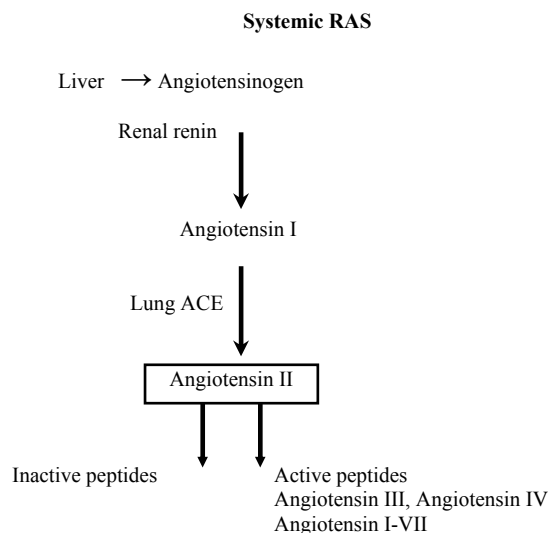 Systemic RAS
Liver → Angiotensinogen
Renal renin
Angiotensin I
Lung ACE
Angiotensin II
Inactive peptides
Active peptides
Angiotensin III, Angiotensin IV
Angiotensin I-VII